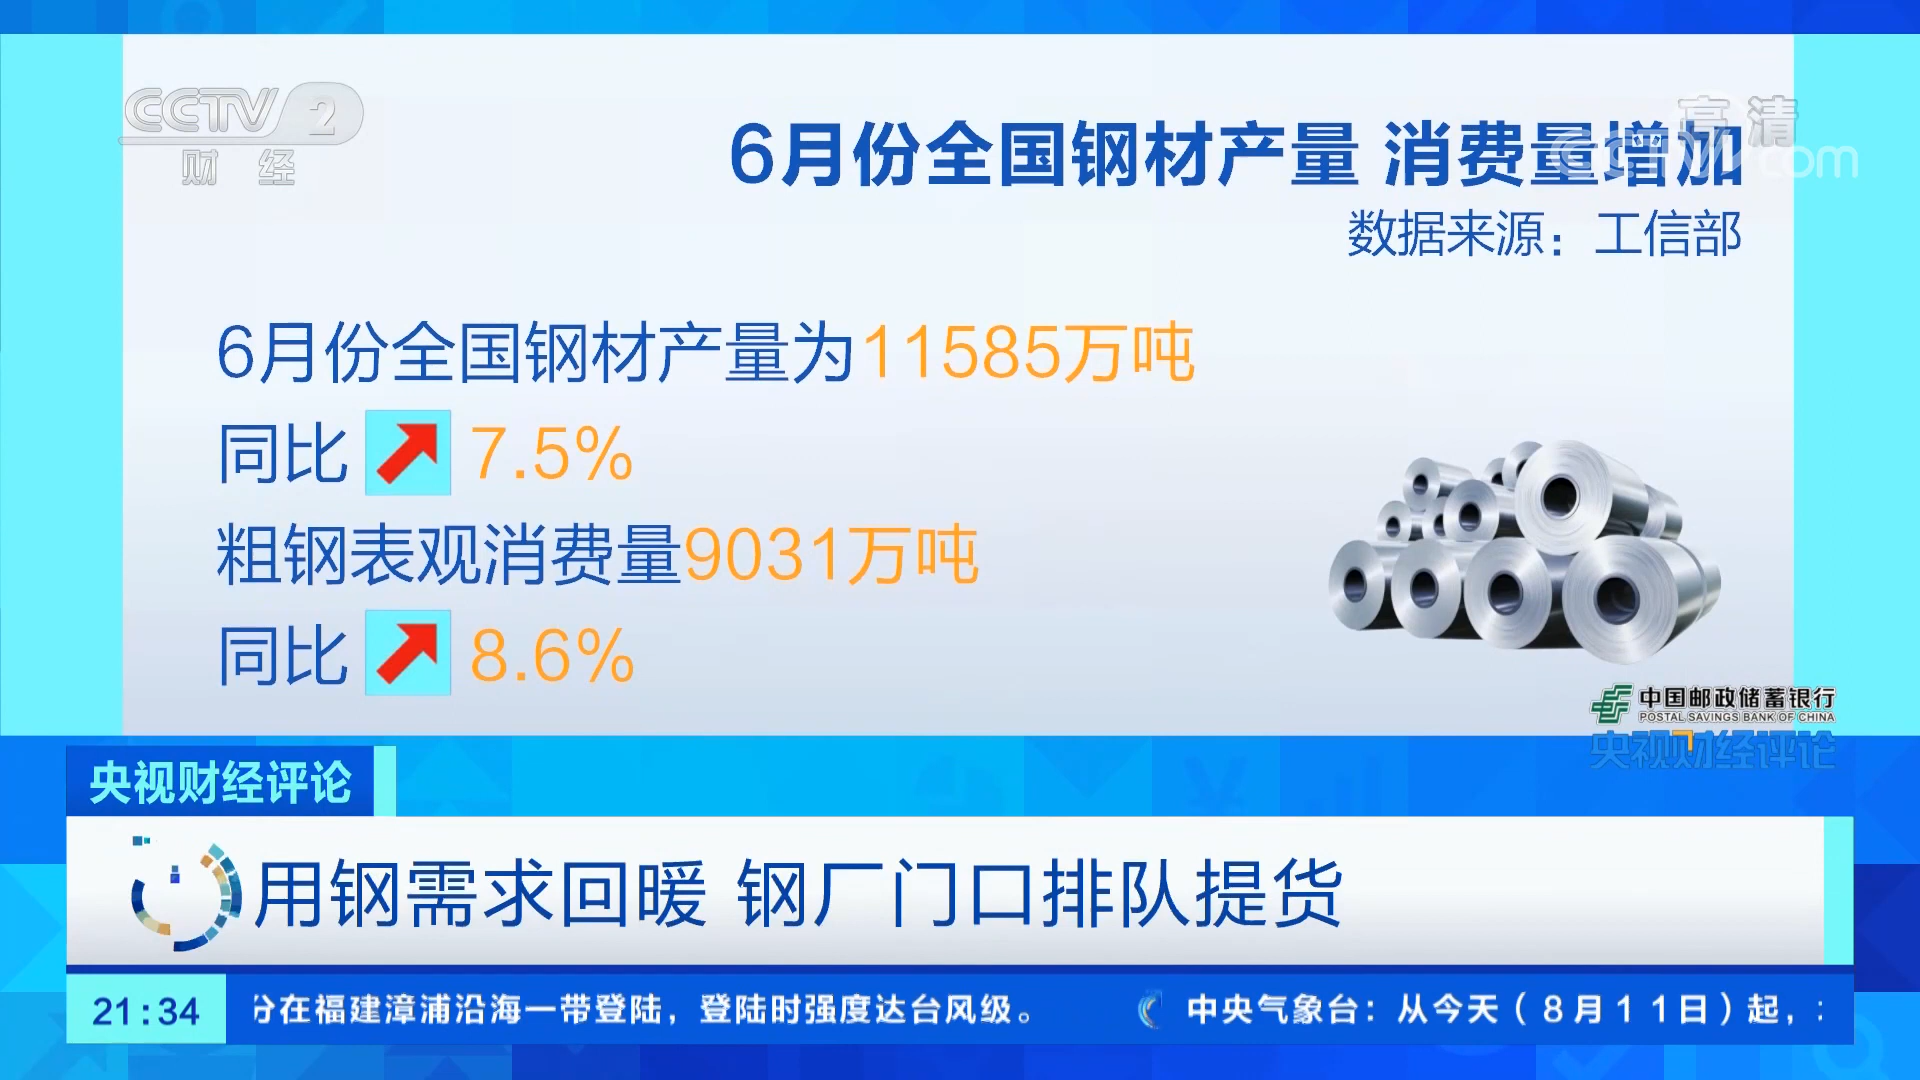 CCTV 2
财 经
高清
CCTV.com
6月份全国钢材产量 消费量增加
数据来源：工信部
6月份全国钢材产量为11585万吨
同比 7.5%
粗钢表观消费量9031万吨
同比 8.6%
中国邮政储蓄银行
POSTAL SAVINGS BANK OF CHINA
央视财经评论
央视财经评论
用钢需求回暖 钢厂门口排队提货
21:34 分在福建漳浦沿海一带登陆，登陆时强度达台风级。 中央气象台：从今天（8月11日）起，